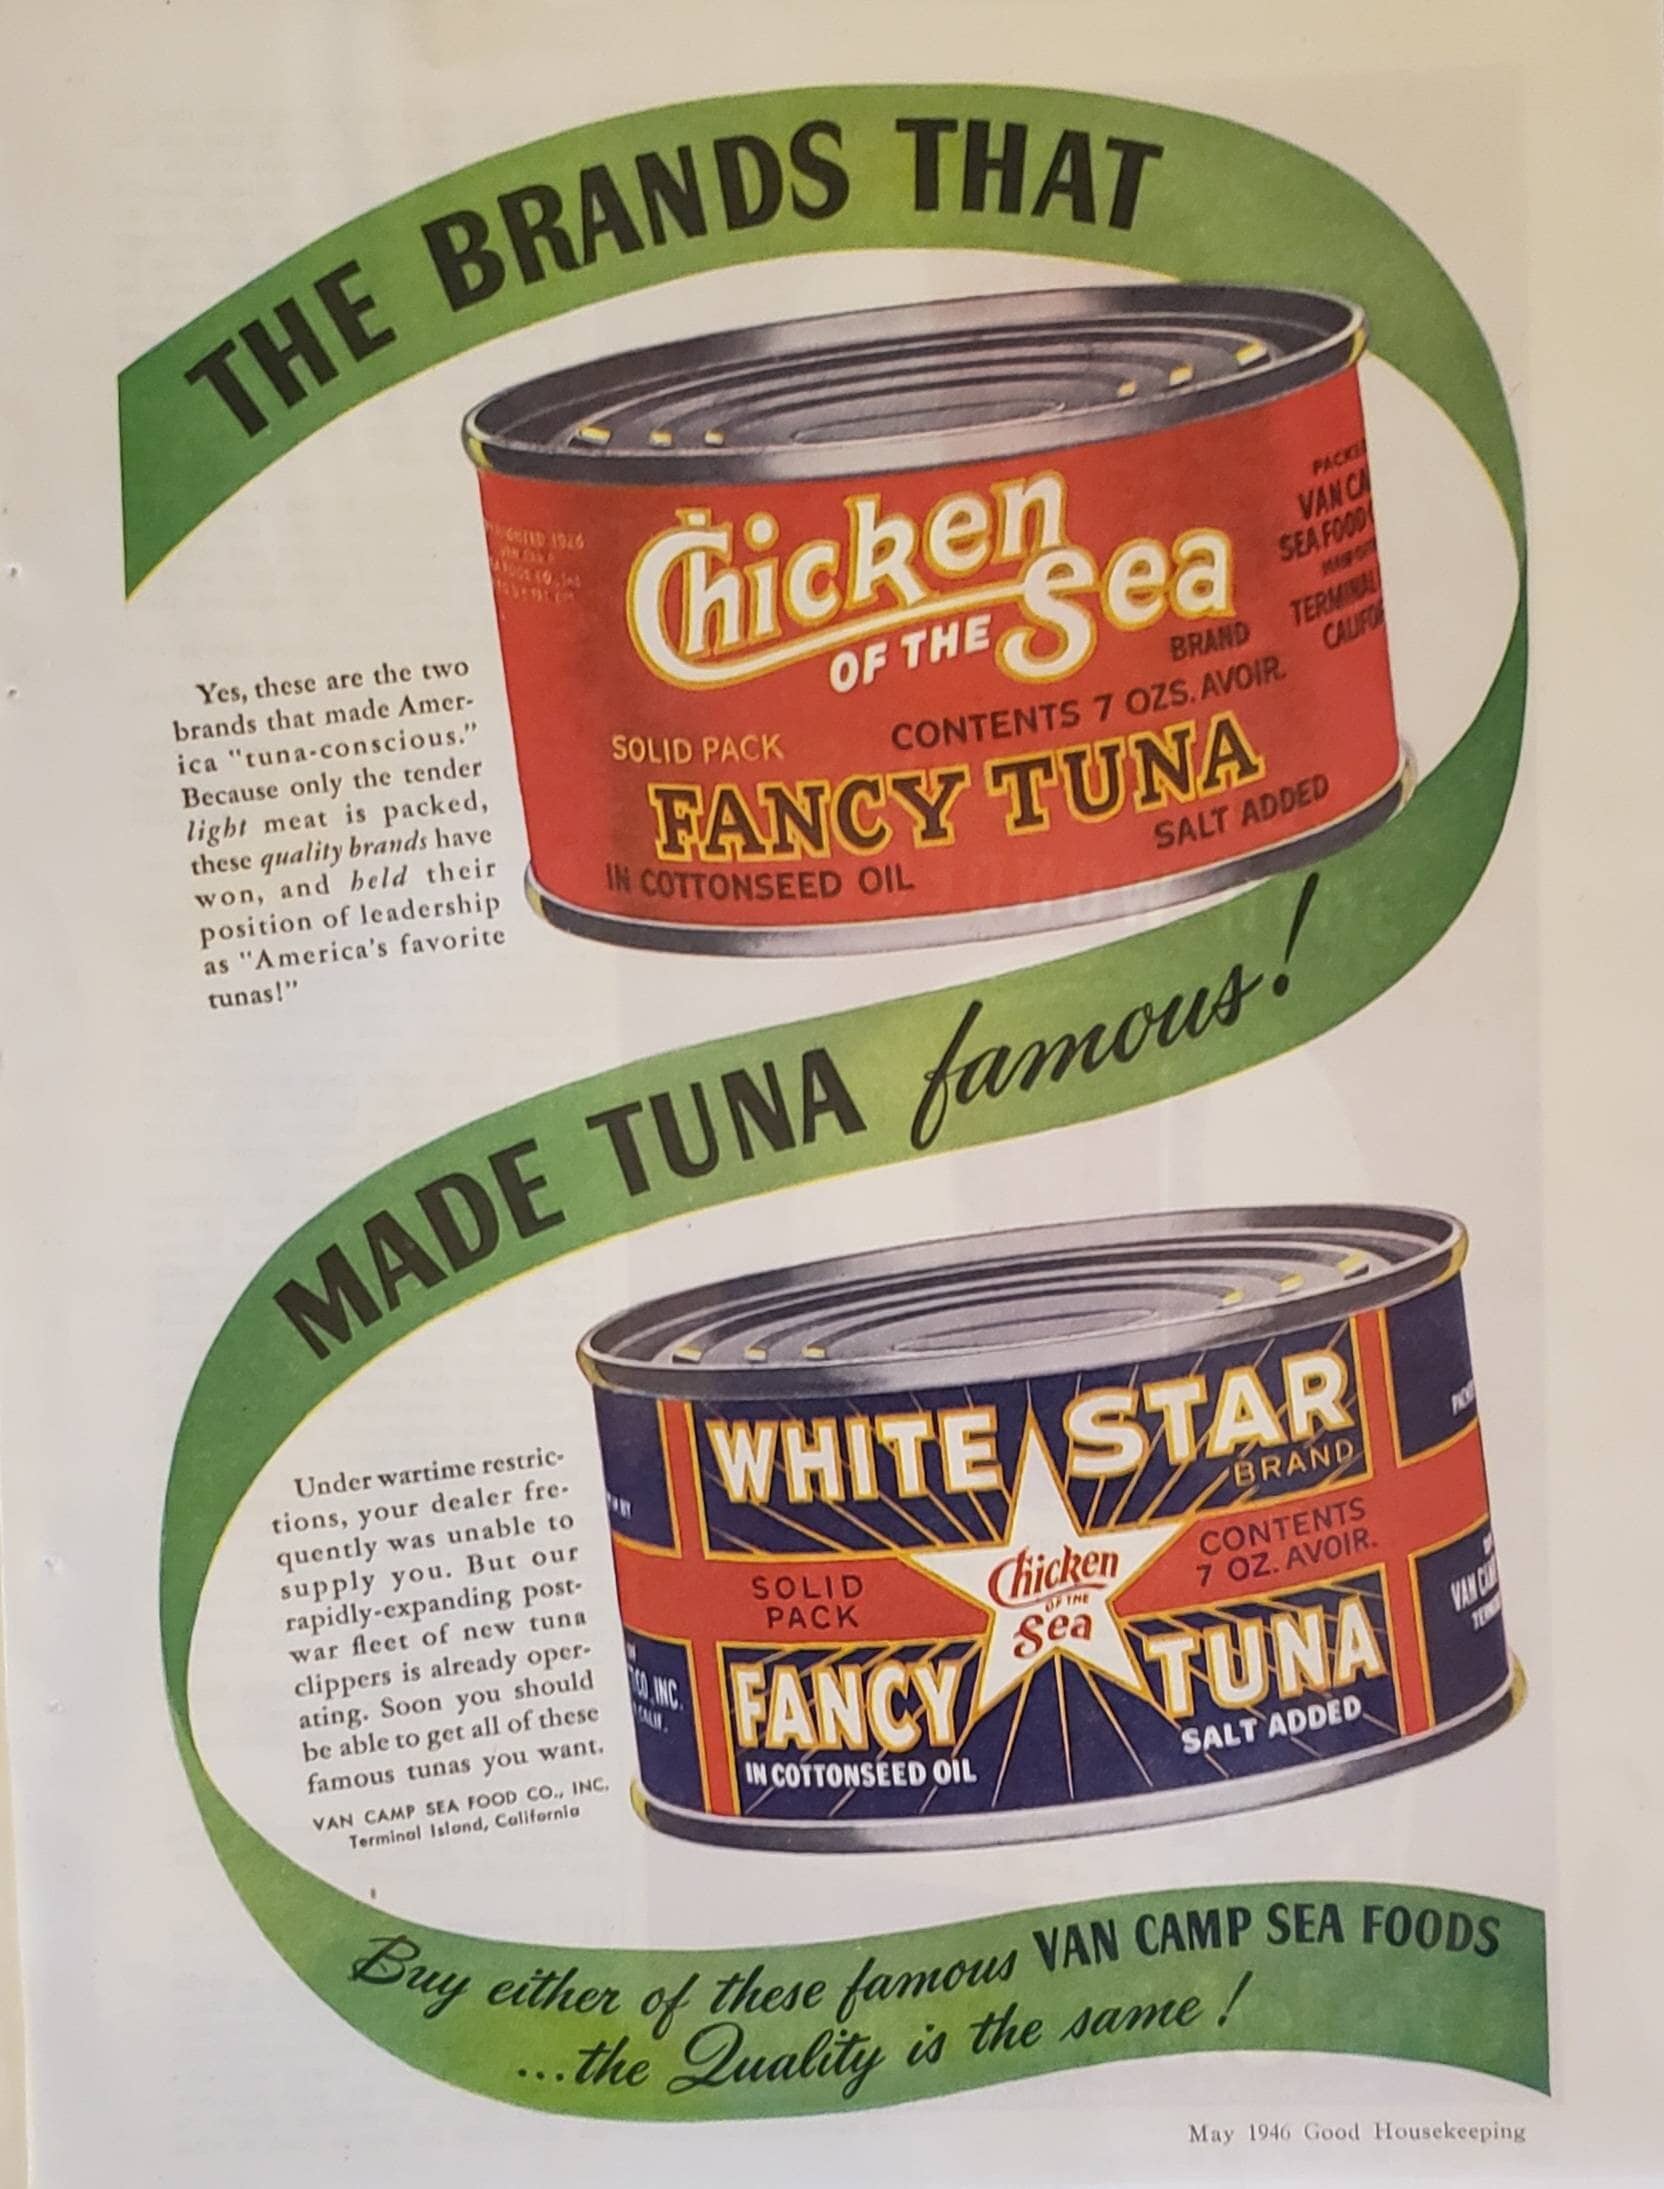 THE BRANDS THAT
Chicken
OF THE Sea
BRAND
CONTENTS 7 OZS. AVOIR.
SOLID PACK
FANCY TUNA
SALT ADDED
IN COTTONSEED OIL
SEA FOOD
Yes, these are the two
brands that made Amer-
ica "tuna-conscious."
Because only the tender
light meat is packed,
these quality brands have
won, and held their
position of leadership
as "America's favorite
tunas!"
MADE TUNA famous!
WHITE STAR
BRAND
CONTENTS
7 OZ. AVOIR.
SOLID
PACK
Chicken
OF THE
Sea
FANCY TUNA
SALT ADDED
IN COTTONSEED OIL
CO., INC.
CALIF.
Under wartime restric-
tions, your dealer fre-
quently was unable to
supply you. But our
rapidly-expanding post-
war fleet of new tuna
clippers is already oper-
ating. Soon you should
be able to get all of these
famous tunas you want.
VAN CAMP SEA FOOD CO., INC.
Terminal Island, California
Buy either of these famous VAN CAMP SEA FOODS
...the Quality is the same!
May 1946 Good Housekeeping